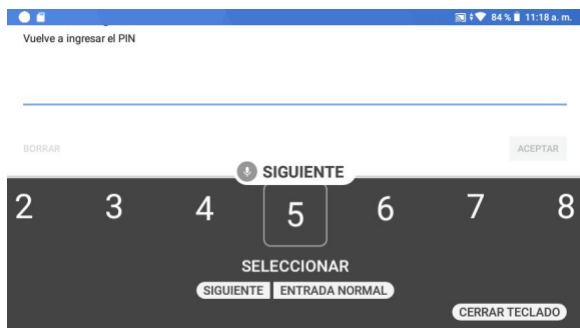 84 % 11:18 a. m.
Vuelve a ingresar el PIN
BORRAR
ACEPTAR
SIGUIENTE
2 3 4 5 6 7 8
SELECCIONAR
SIGUIENTE ENTRADA NORMAL
CERRAR TECLADO